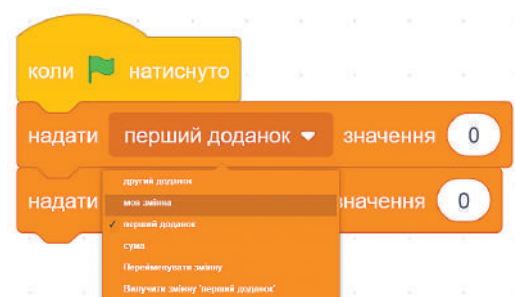 коли натиснуто
надати перший доданок значення 0
надати значення 0
другий доданок
моя змінна
✓ перший доданок
сума
Перейменувати змінну
Вилучити змінну 'перший доданок'